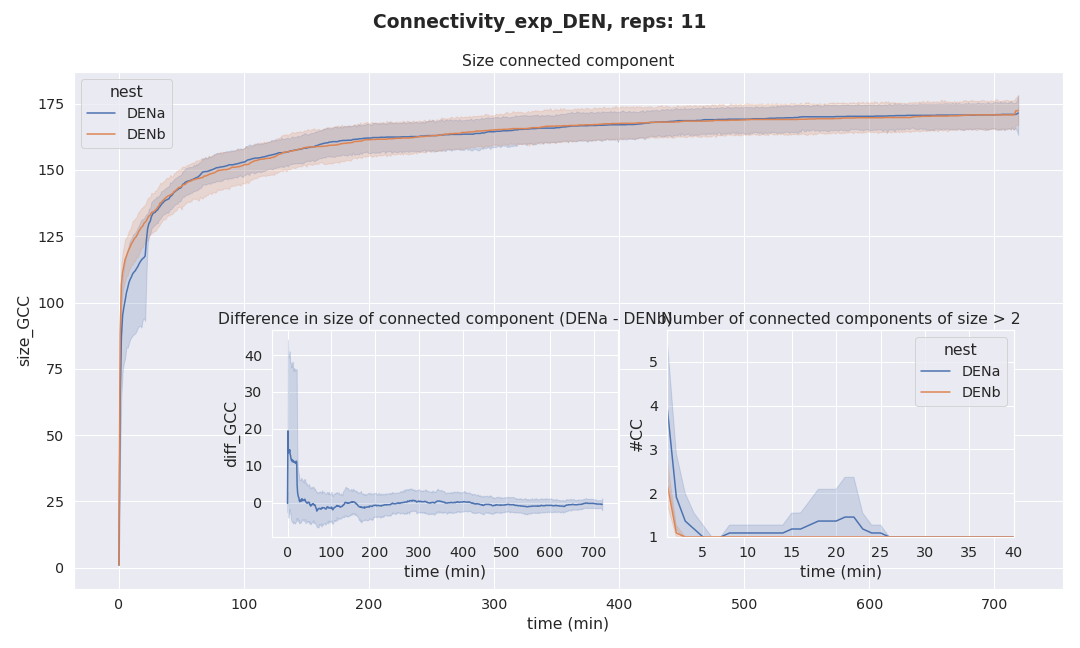 Connectivity_exp_DEN, reps: 11
Size connected component
nest
DENa
DENb
175
150
125
100
75
50
25
0
size_GCC
0 100 200 300 400 500 600 700
time (min)
Difference in size of connected component (DENa - DENb)
40
30
20
10
0
diff_GCC
0 100 200 300 400 500 600 700
time (min)
Number of connected components of size > 2
nest
DENa
DENb
5
4
3
2
1
#CC
5 10 15 20 25 30 35 40
time (min)